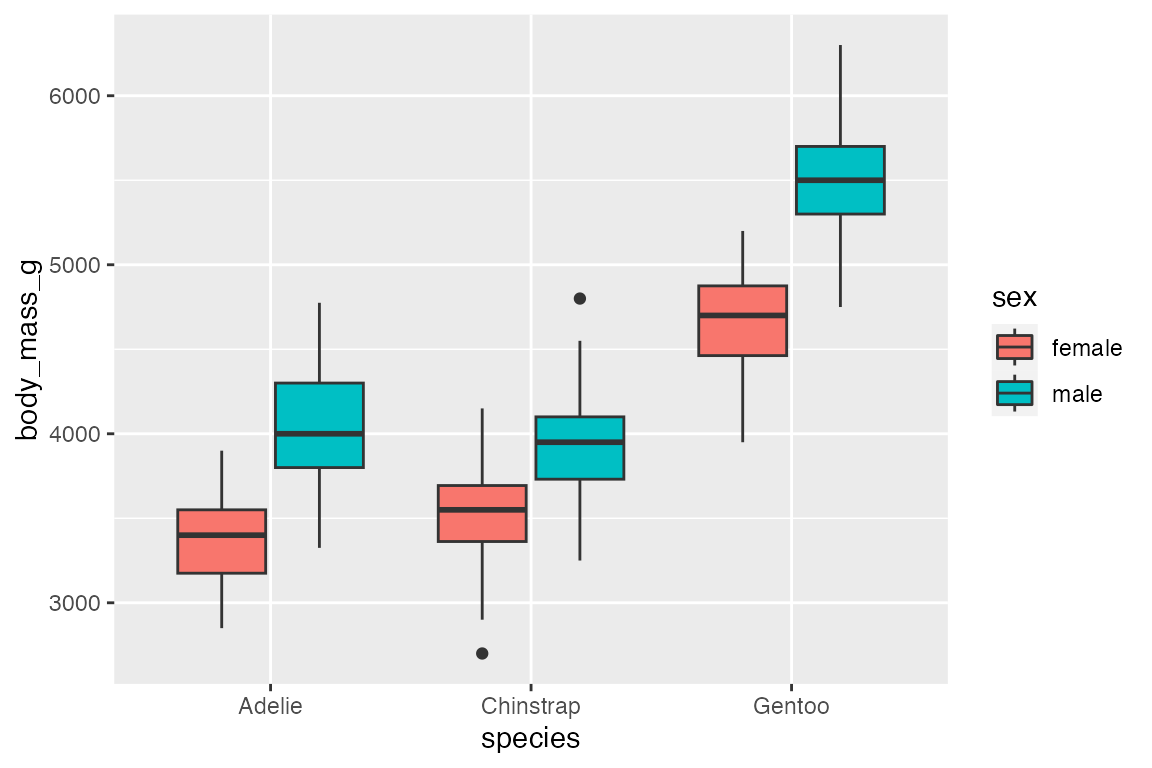 body_mass_g
6000
5000
4000
3000
Adelie
Chinstrap
Gentoo
species
sex
female
male